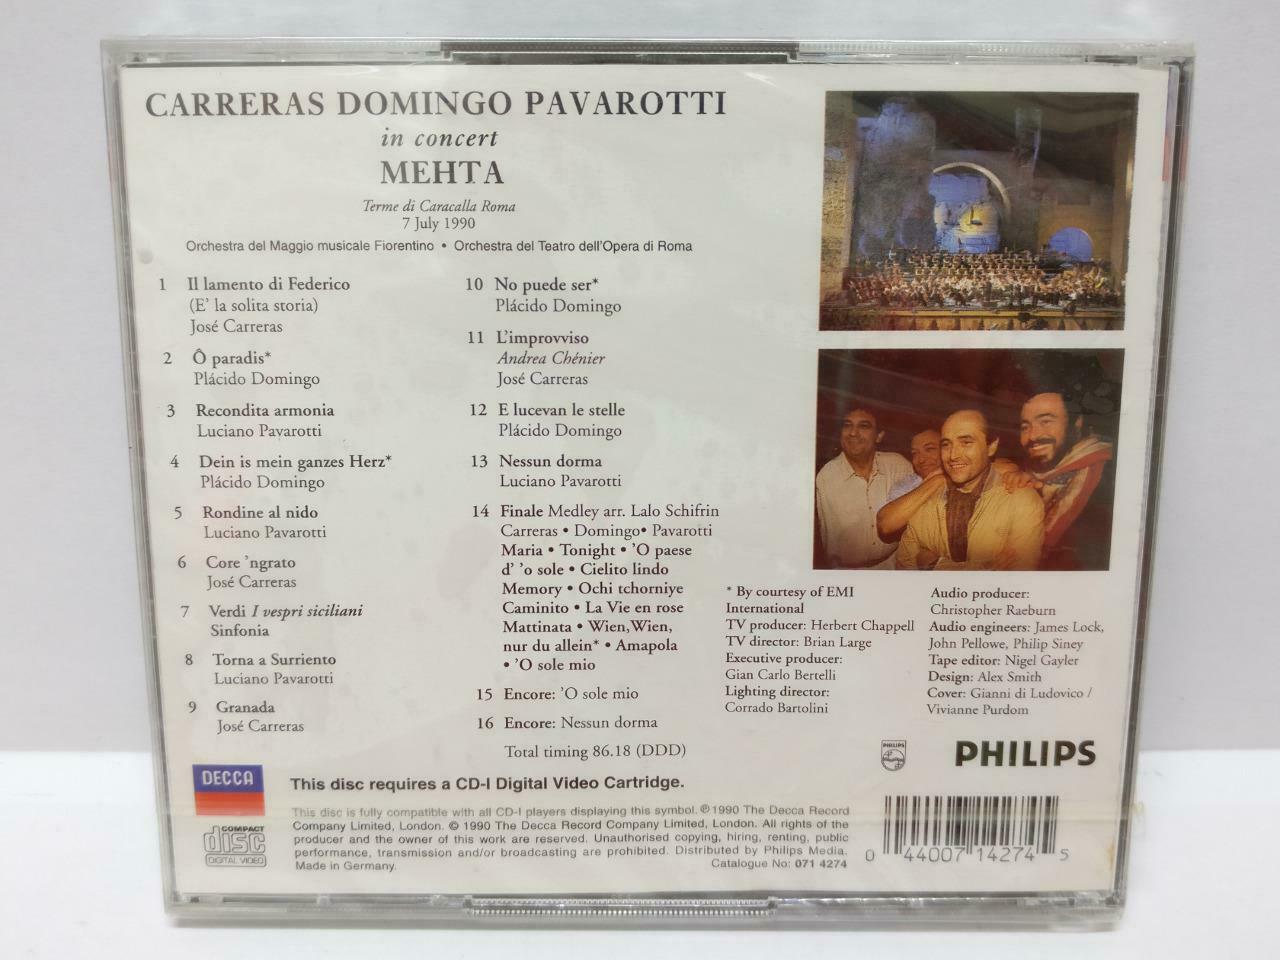 CARRERAS DOMINGO PAVAROTTI
in concert
MEHTA
Terme di Caracalla Roma
7 July 1990
Orchestra del Maggio musicale Fiorentino • Orchestra del Teatro dell'Opera di Roma
1 Il lamento di Federico
(E' la solita storia)
José Carreras
2 Ô paradis*
Plácido Domingo
3 Recondita armonia
Luciano Pavarotti
4 Dein is mein ganzes Herz*
Plácido Domingo
5 Rondine al nido
Luciano Pavarotti
6 Core 'ngrato
José Carreras
7 Verdi I vespri siciliani
Sinfonia
8 Torna a Surriento
Luciano Pavarotti
9 Granada
José Carreras
10 No puede ser*
Plácido Domingo
11 L'improvviso
Andrea Chénier
José Carreras
12 E lucevan le stelle
Plácido Domingo
13 Nessun dorma
Luciano Pavarotti
14 Finale Medley arr. Lalo Schifrin
Carreras • Domingo • Pavarotti
Maria • Tonight • 'O paese
d' 'o sole • Cielito lindo
Memory • Ochi tchorniye
Caminito • La Vie en rose
Mattinata • Wien, Wien,
nur du allein* • Amapola
• 'O sole mio
15 Encore: 'O sole mio
16 Encore: Nessun dorma
Total timing 86.18 (DDD)
* By courtesy of EMI
International
TV producer: Herbert Chappell
TV director: Brian Large
Executive producer:
Gian Carlo Bertelli
Lighting director:
Corrado Bartolini
Audio producer:
Christopher Raeburn
Audio engineers: James Lock,
John Pellowe, Philip Siney
Tape editor: Nigel Gayler
Design: Alex Smith
Cover: Gianni di Ludovico /
Vivianne Purdom
PHILIPS
PHILIPS
DECCA
This disc requires a CD-I Digital Video Cartridge.
COMPACT
disc
DIGITAL VIDEO
This disc is fully compatible with all CD-I players displaying this symbol. ℗ 1990 The Decca Record
Company Limited, London. © 1990 The Decca Record Company Limited, London. All rights of the
producer and the owner of this work are reserved. Unauthorised copying, hiring, renting, public
performance, transmission and/or broadcasting are prohibited. Distributed by Philips Media.
Made in Germany. Catalogue No: 071 4274
0 44007 14274 5